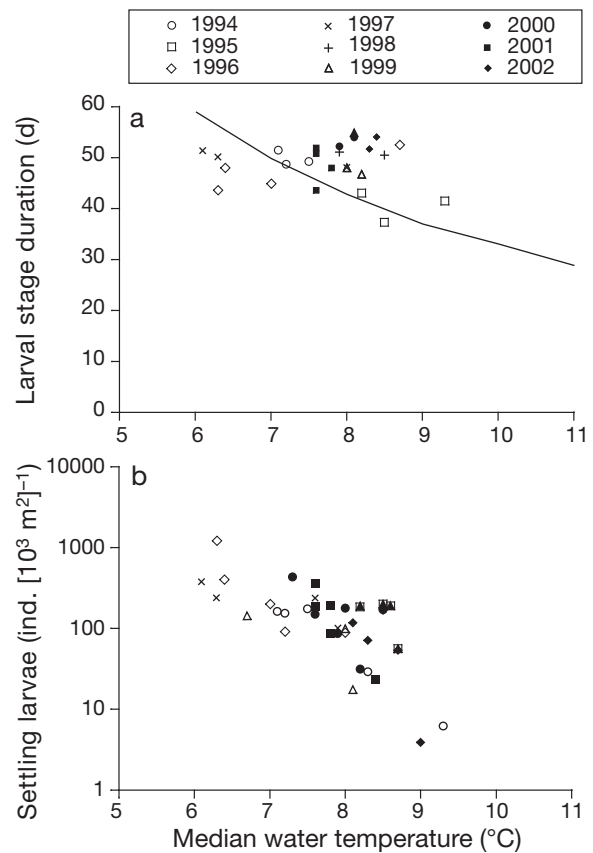 1994 1997 2000
1995 1998 2001
1996 1999 2002
a
Larval stage duration (d)
60
50
40
30
20
10
0
5 6 7 8 9 10 11
b
Settling larvae (ind. [10³ m²]⁻¹)
10000
1000
100
10
1
5 6 7 8 9 10 11
Median water temperature (°C)